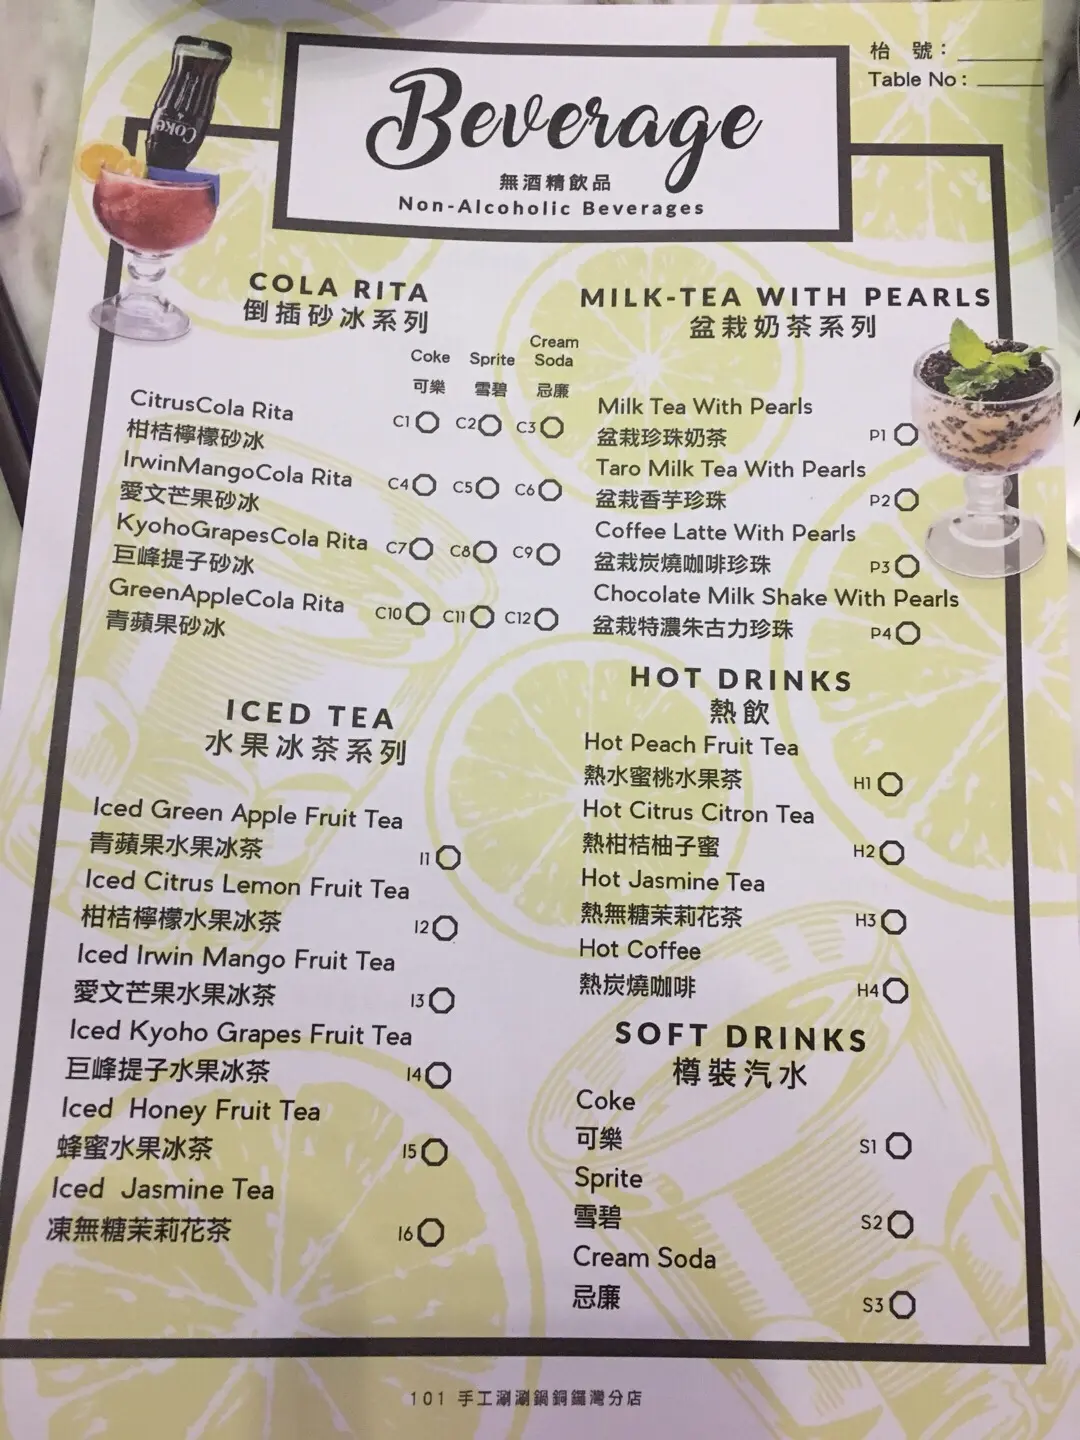 枱 號：
Table No :
Coke
Beverage
無酒精飲品
Non-Alcoholic Beverages
COLA RITA
倒插砂冰系列
Coke Sprite Cream Soda
可樂 雪碧 忌廉
CitrusCola Rita
柑桔檸檬砂冰
C1 C2 C3
IrwinMangoCola Rita
愛文芒果砂冰
C4 C5 C6
KyohoGrapesCola Rita
巨峰提子砂冰
C7 C8 C9
GreenAppleCola Rita
青蘋果砂冰
C10 C11 C12
ICED TEA
水果冰茶系列
Iced Green Apple Fruit Tea
青蘋果水果冰茶 I1
Iced Citrus Lemon Fruit Tea
柑桔檸檬水果冰茶 I2
Iced Irwin Mango Fruit Tea
愛文芒果水果冰茶 I3
Iced Kyoho Grapes Fruit Tea
巨峰提子水果冰茶 I4
Iced Honey Fruit Tea
蜂蜜水果冰茶 I5
Iced Jasmine Tea
凍無糖茉莉花茶 I6
MILK-TEA WITH PEARLS
盆栽奶茶系列
Milk Tea With Pearls
盆栽珍珠奶茶 P1
Taro Milk Tea With Pearls
盆栽香芋珍珠 P2
Coffee Latte With Pearls
盆栽炭燒咖啡珍珠 P3
Chocolate Milk Shake With Pearls
盆栽特濃朱古力珍珠 P4
HOT DRINKS
熱飲
Hot Peach Fruit Tea
熱水蜜桃水果茶 H1
Hot Citrus Citron Tea
熱柑桔柚子蜜 H2
Hot Jasmine Tea
熱無糖茉莉花茶 H3
Hot Coffee
熱炭燒咖啡 H4
SOFT DRINKS
樽裝汽水
Coke
可樂 S1
Sprite
雪碧 S2
Cream Soda
忌廉 S3
101 手工涮涮鍋銅鑼灣分店